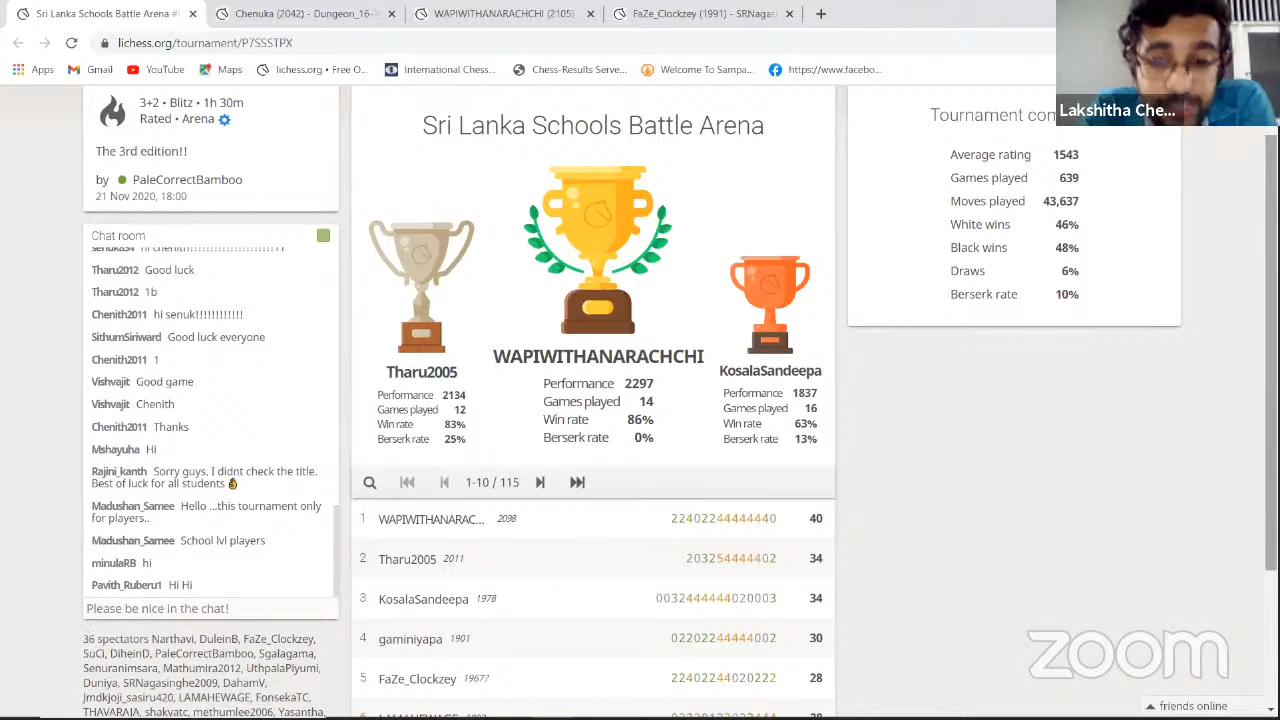 Sri Lanka Schools Battle Arena #
Chenuka (2042) - Dungeon_16-
WAPIWITHANARACHCHI (2105)
FaZe_Clockzey (1991) - SRNagas
lichess.org/tournament/P7SSSTPX
Apps
Gmail
YouTube
Maps
lichess.org • Free O...
International Chess...
Chess-Results Serve...
Welcome To Sampa...
https://www.facebo...
Lakshitha Che...
3+2 • Blitz • 1h 30m
Rated • Arena
The 3rd edition!!
by PaleCorrectBamboo
21 Nov 2020, 18:00
Chat room
Tharu2012 Good luck
Tharu2012 1b
Chenith2011 hi senuk!!!!!!!!!!!!
SithumSiriward Good luck everyone
Chenith2011 1
Vishvajit Good game
Vishvajit Chenith
Chenith2011 Thanks
Mshayuha Hi
Rajini_kanth Sorry guys. I didnt check the title.
Best of luck for all students
Madushan_Samee Hello ...this tournament only
for players..
Madushan_Samee School lvl players
minulaRB hi
Pavith_Ruberu1 Hi Hi
Please be nice in the chat!
36 spectators Narthavi, DuleinB, FaZe_Clockzey,
SuCi, DiheinD, PaleCorrectBamboo, Sgalagama,
Senuranimsara, Mathumira2012, UthpalaPiyumi,
Duniya, SRNagasinghe2009, DahamV,
Jmdkjoji_sasiru420, LAMAHEWAGE, FonsekaTC,
THAVARAJA, shakyatc, methumlee2006, Yasantha,
Sri Lanka Schools Battle Arena
Tharu2005
Performance 2134
Games played 12
Win rate 83%
Berserk rate 25%
WAPIWITHANARACHCHI
Performance 2297
Games played 14
Win rate 86%
Berserk rate 0%
KosalaSandeepa
Performance 1837
Games played 16
Win rate 63%
Berserk rate 13%
1-10 / 115
1 WAPIWITHANARAC... 2098 22402244444440 40
2 Tharu2005 2011 203254444402 34
3 KosalaSandeepa 1978 0032444444020003 34
4 gaminiyapa 1901 022022444444002 30
5 FaZe_Clockzey 1967? 22402244020222 28
Tournament com
Average rating 1543
Games played 639
Moves played 43,637
White wins 46%
Black wins 48%
Draws 6%
Berserk rate 10%
zoom
friends online